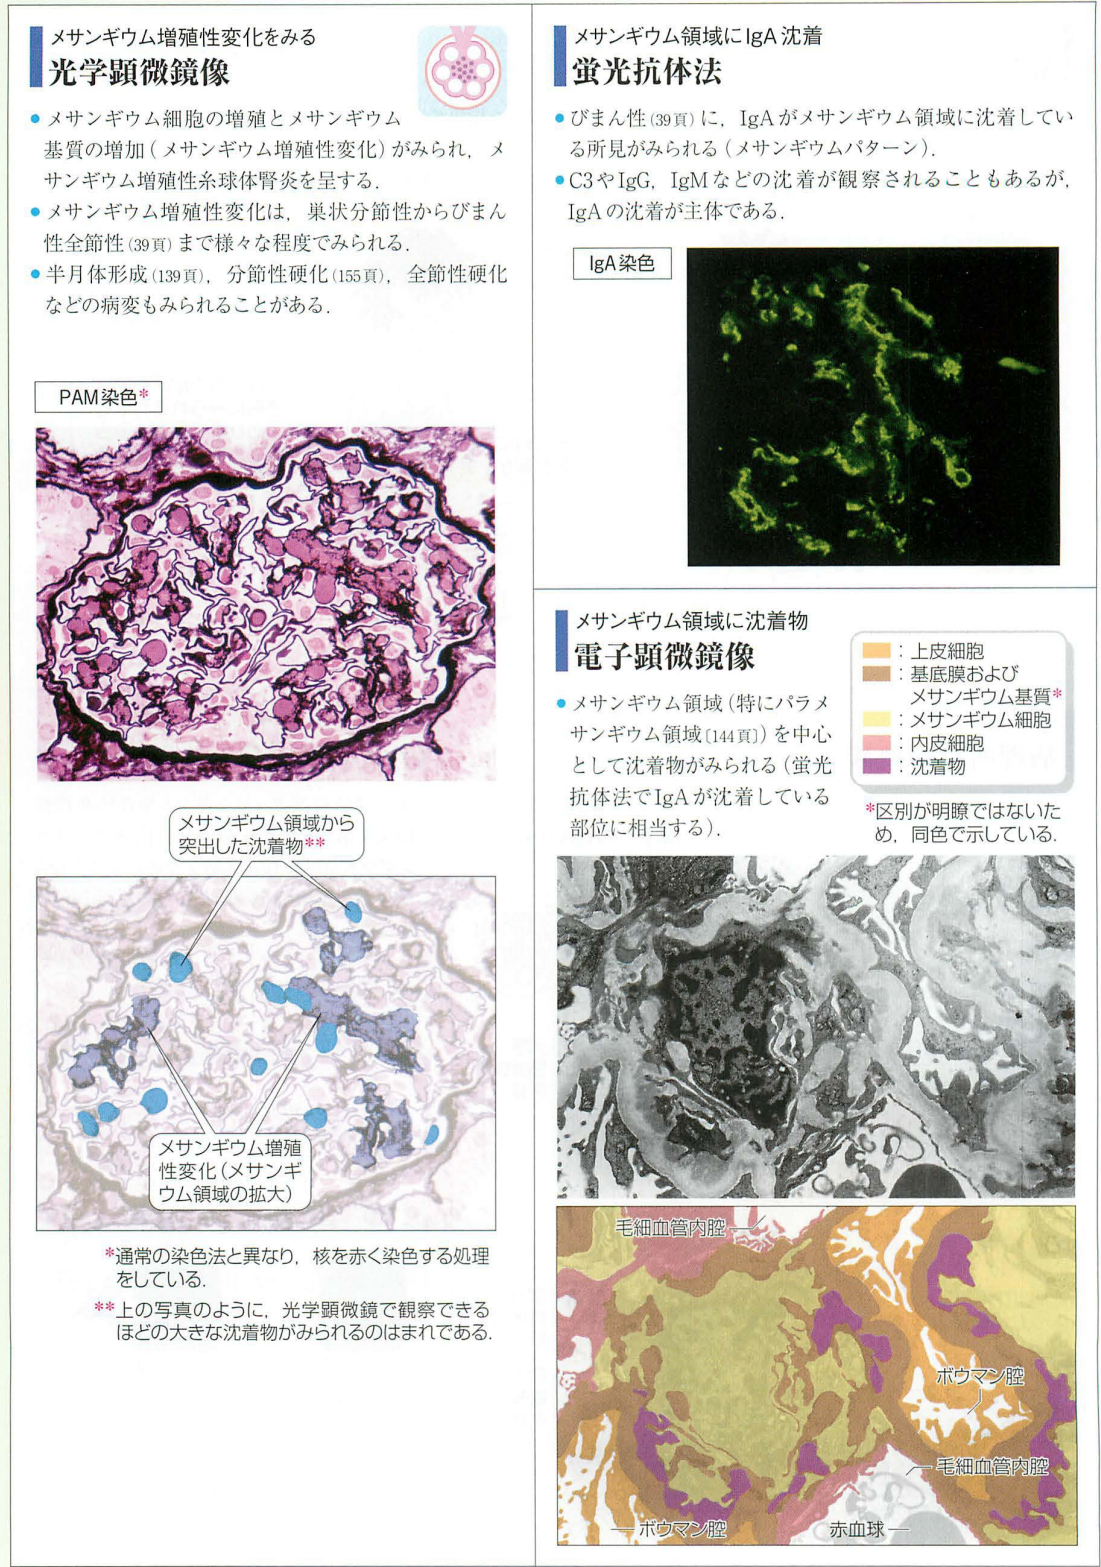 メサンギウム増殖性変化をみる
光学顕微鏡像
● メサンギウム細胞の増殖とメサンギウム
基質の増加(メサンギウム増殖性変化)がみられ，メ
サンギウム増殖性糸球体腎炎を呈する．
● メサンギウム増殖性変化は，巣状分節性からびまん
性全節性(39頁)まで様々な程度でみられる．
● 半月体形成(139頁)，分節性硬化(155頁)，全節性硬化
などの病変もみられることがある．
PAM染色*
メサンギウム領域から
突出した沈着物**
メサンギウム増殖
性変化(メサンギ
ウム領域の拡大)
*通常の染色法と異なり，核を赤く染色する処理
をしている．
**上の写真のように，光学顕微鏡で観察できる
ほどの大きな沈着物がみられるのはまれである．
メサンギウム領域にIgA沈着
蛍光抗体法
● びまん性(39頁)に，IgAがメサンギウム領域に沈着してい
る所見がみられる(メサンギウムパターン)．
● C3やIgG，IgMなどの沈着が観察されることもあるが，
IgAの沈着が主体である．
IgA染色
メサンギウム領域に沈着物
電子顕微鏡像
● メサンギウム領域(特にパラメ
サンギウム領域〔144頁〕)を中心
として沈着物がみられる(蛍光
抗体法でIgAが沈着している
部位に相当する)．
：上皮細胞
：基底膜および
メサンギウム基質*
：メサンギウム細胞
：内皮細胞
：沈着物
*区別が明瞭ではないた
め，同色で示している．
毛細血管内腔
ボウマン腔
毛細血管内腔
ボウマン腔
赤血球